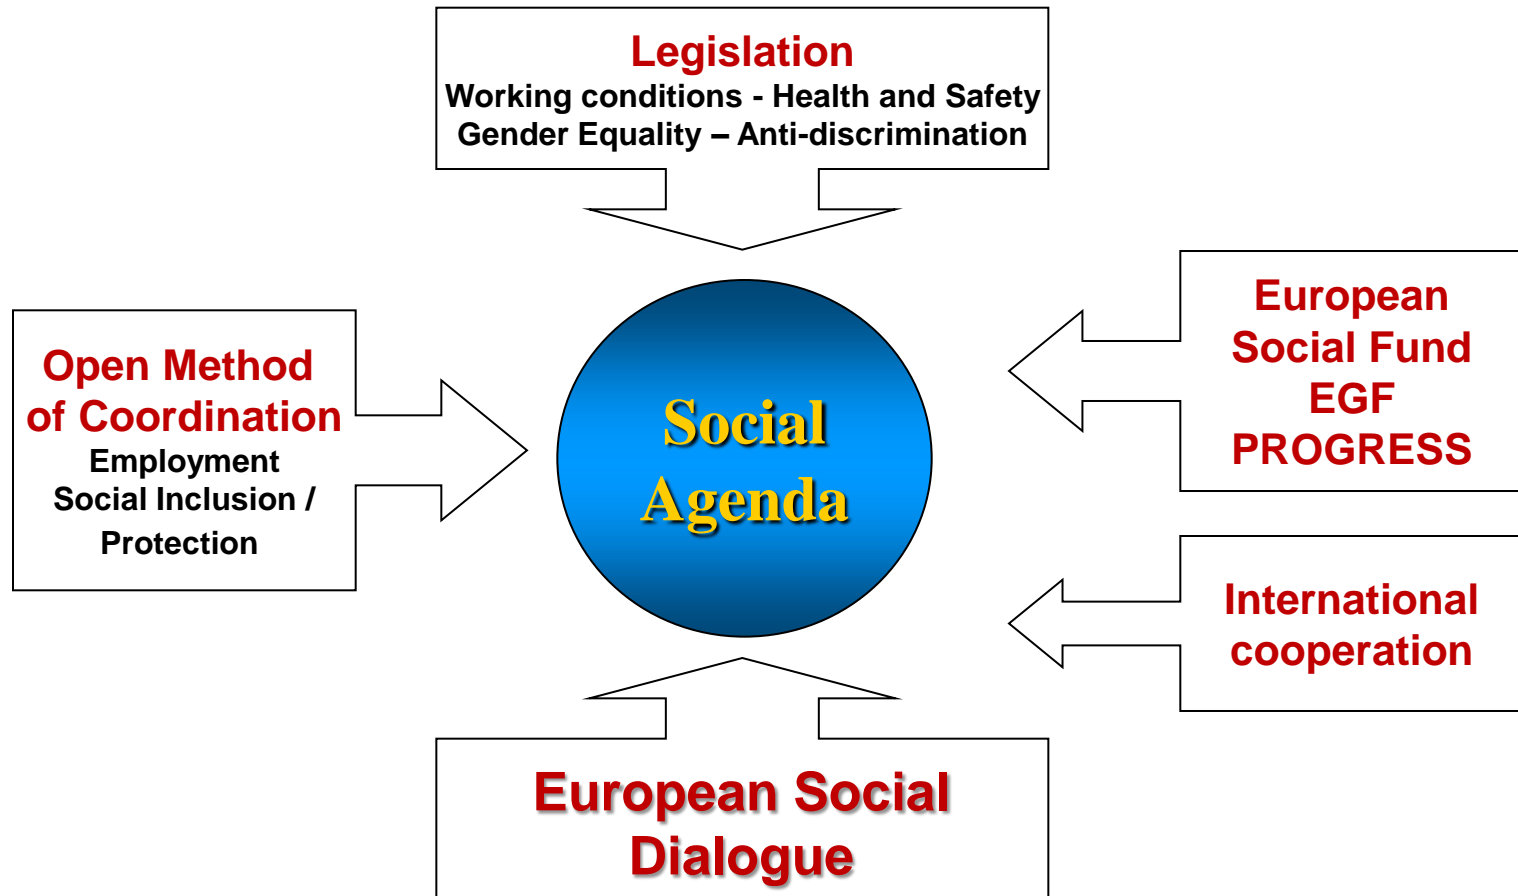 Legislation
Working conditions - Health and Safety
Gender Equality – Anti-discrimination
Open Method
of Coordination
Employment
Social Inclusion /
Protection
Social
Agenda
European
Social Fund
EGF
PROGRESS
International
cooperation
European Social
Dialogue